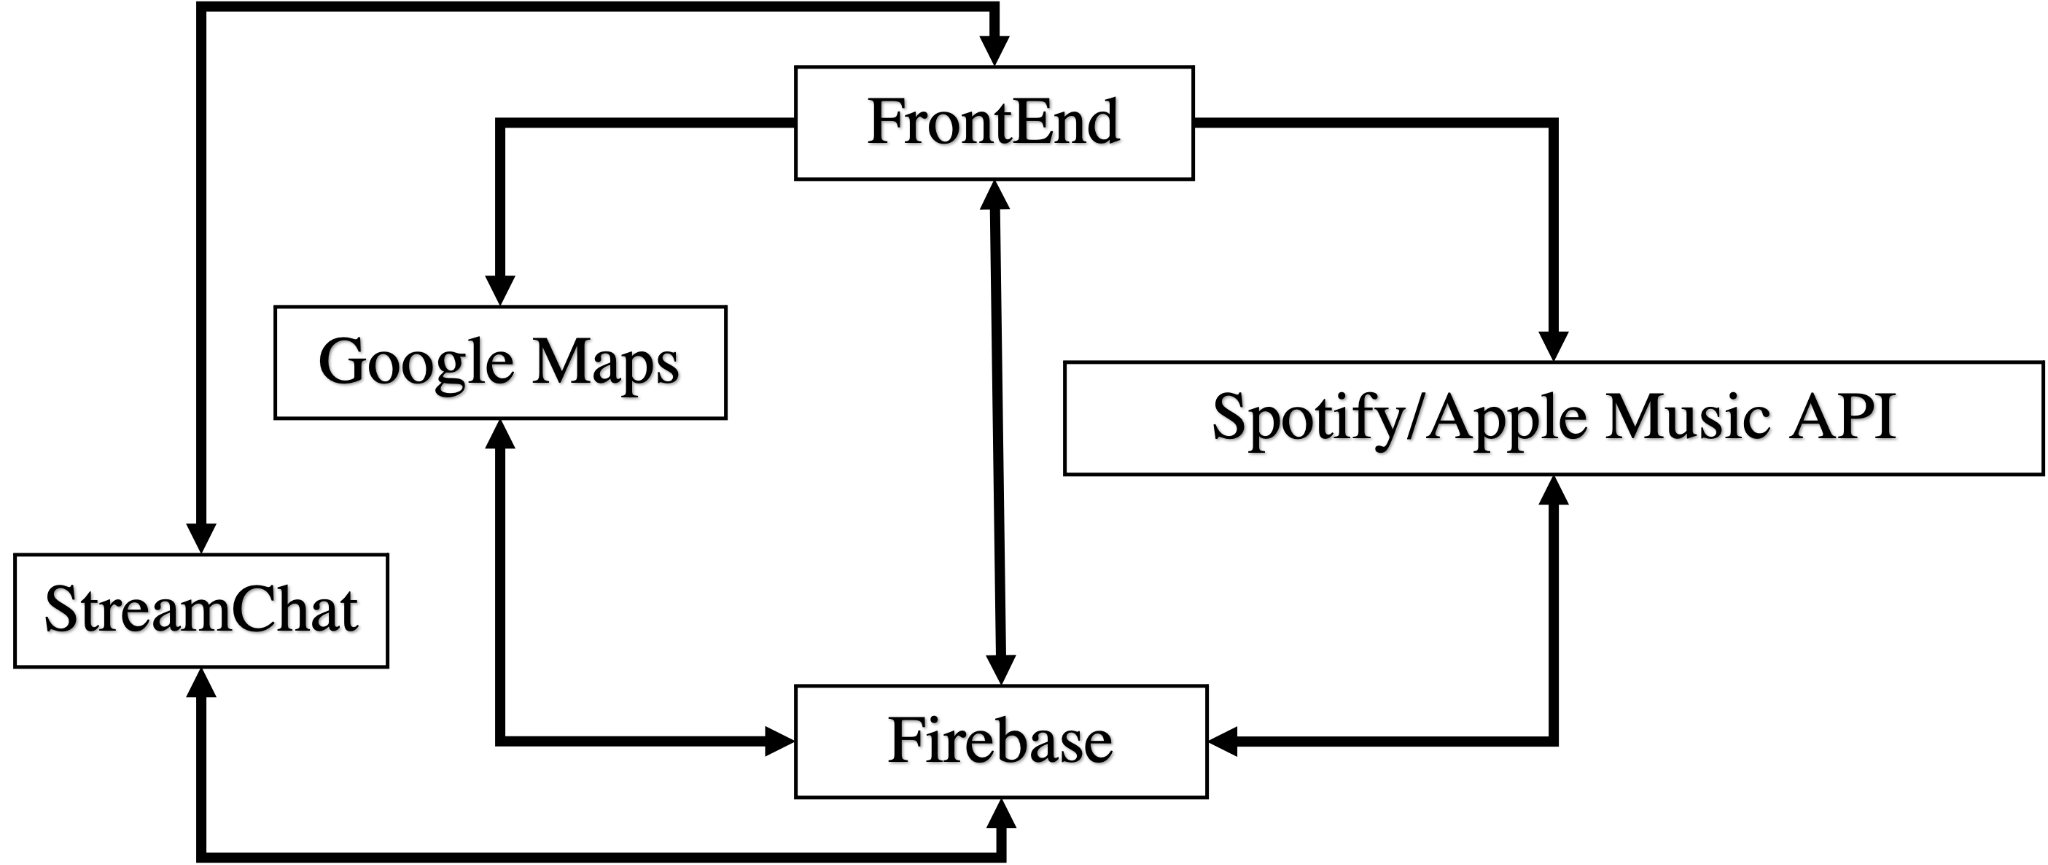 FrontEnd
Google Maps
Spotify/Apple Music API
StreamChat
Firebase